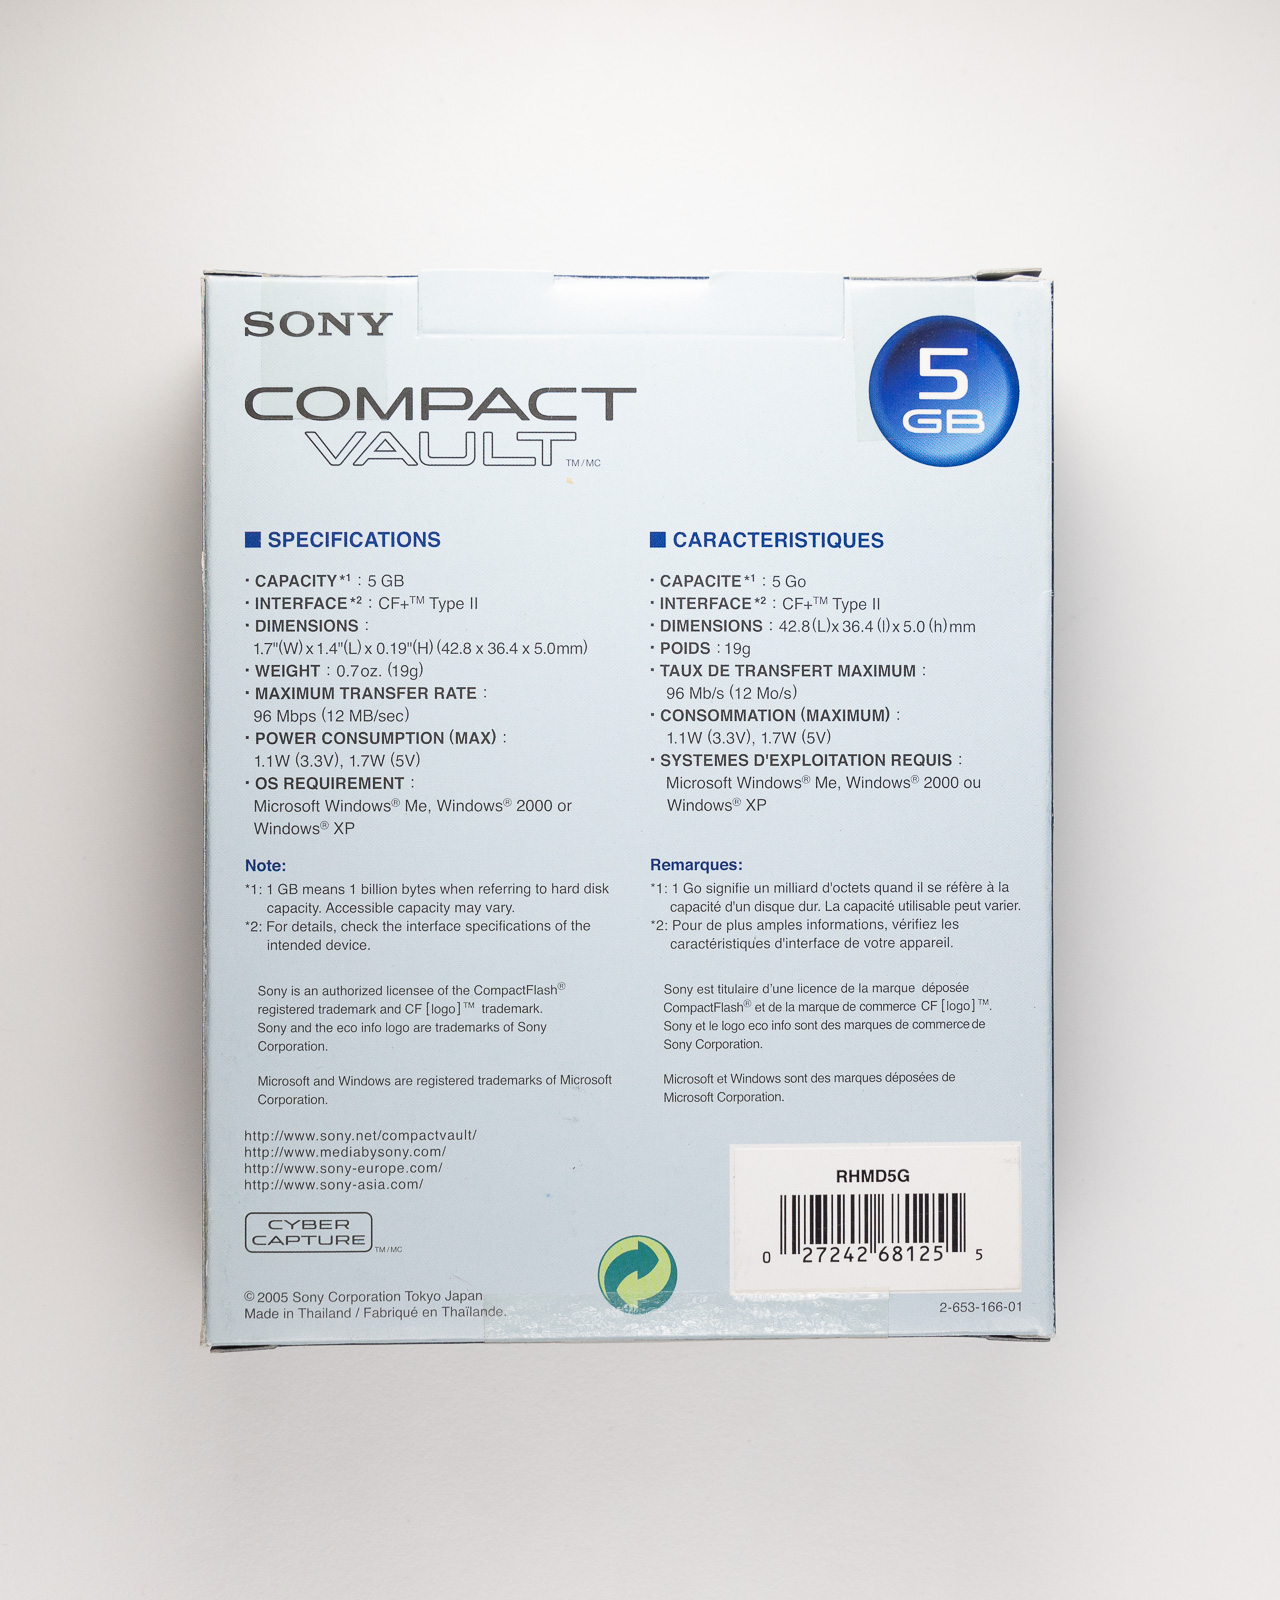 SONY
COMPACT
VAULT TM/MC
5
GB
SPECIFICATIONS
· CAPACITY*1 : 5 GB
· INTERFACE*2 : CF+™ Type II
· DIMENSIONS :
1.7"(W) x 1.4"(L) x 0.19"(H) (42.8 x 36.4 x 5.0mm)
· WEIGHT : 0.7oz. (19g)
· MAXIMUM TRANSFER RATE :
96 Mbps (12 MB/sec)
· POWER CONSUMPTION (MAX) :
1.1W (3.3V), 1.7W (5V)
· OS REQUIREMENT :
Microsoft Windows® Me, Windows® 2000 or
Windows® XP
Note:
*1: 1 GB means 1 billion bytes when referring to hard disk
capacity. Accessible capacity may vary.
*2: For details, check the interface specifications of the
intended device.
Sony is an authorized licensee of the CompactFlash®
registered trademark and CF [logo]™ trademark.
Sony and the eco info logo are trademarks of Sony
Corporation.
Microsoft and Windows are registered trademarks of Microsoft
Corporation.
CARACTERISTIQUES
· CAPACITE*1 : 5 Go
· INTERFACE*2 : CF+™ Type II
· DIMENSIONS : 42.8(L)x 36.4 (l) x 5.0 (h)mm
· POIDS : 19g
· TAUX DE TRANSFERT MAXIMUM :
96 Mb/s (12 Mo/s)
· CONSOMMATION (MAXIMUM) :
1.1W (3.3V), 1.7W (5V)
· SYSTEMES D'EXPLOITATION REQUIS :
Microsoft Windows® Me, Windows® 2000 ou
Windows® XP
Remarques:
*1: 1 Go signifie un milliard d'octets quand il se réfère à la
capacité d'un disque dur. La capacité utilisable peut varier.
*2: Pour de plus amples informations, vérifiez les
caractéristiques d'interface de votre appareil.
Sony est titulaire d'une licence de la marque déposée
CompactFlash® et de la marque de commerce CF [logo]™.
Sony et le logo eco info sont des marques de commerce de
Sony Corporation.
Microsoft et Windows sont des marques déposées de
Microsoft Corporation.
http://www.sony.net/compactvault/
http://www.mediabysony.com/
http://www.sony-europe.com/
http://www.sony-asia.com/
CYBER
CAPTURE TM/MC
© 2005 Sony Corporation Tokyo Japan
Made in Thailand / Fabriqué en Thaïlande.
RHMD5G
0 27242 68125 5
2-653-166-01